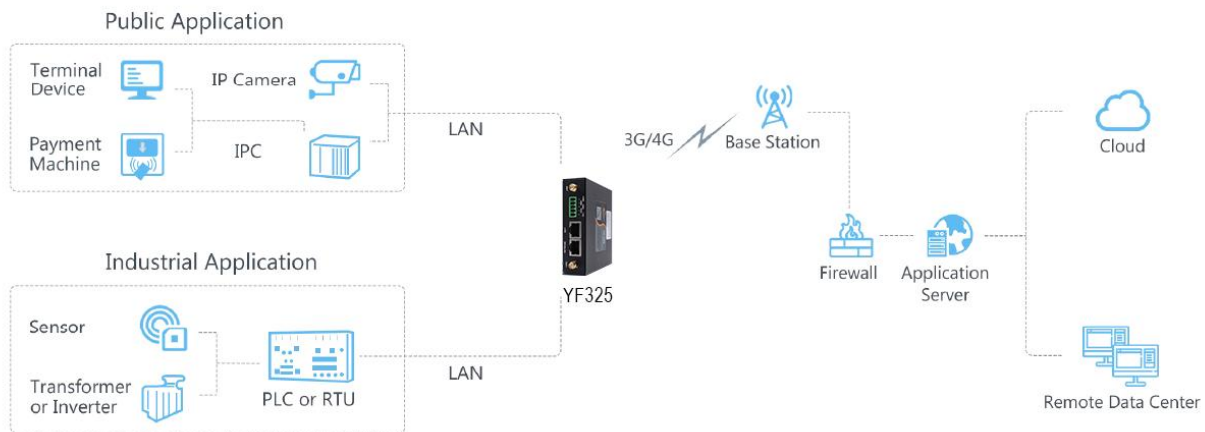 Public Application
Terminal
Device
IP Camera
Payment
Machine
IPC
LAN
3G/4G
Base Station
Cloud
YF325
Firewall
Application
Server
Industrial Application
Sensor
Transformer
or Inverter
PLC or RTU
LAN
Remote Data Center